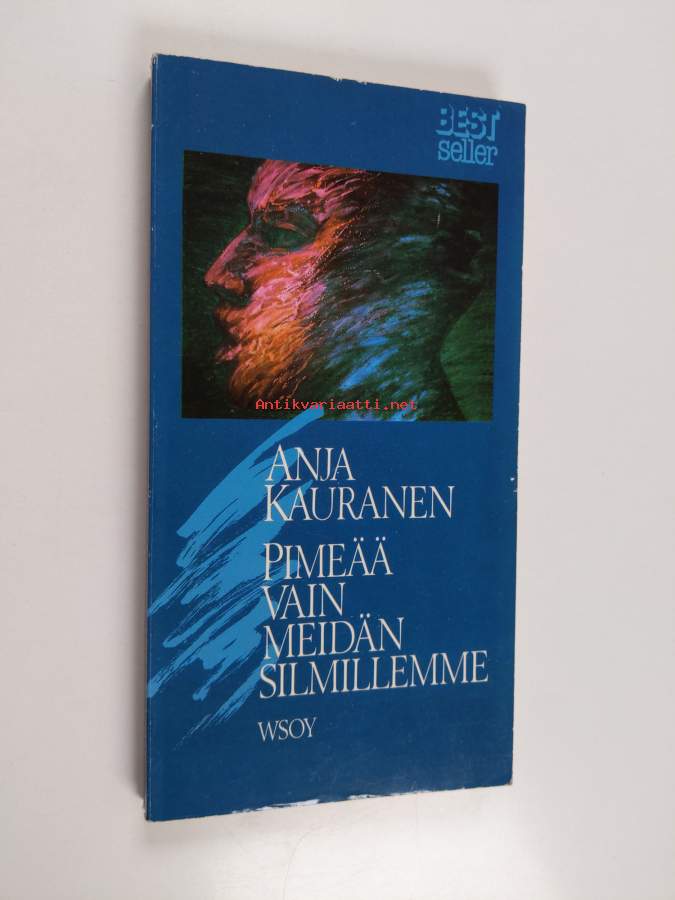 BEST
seller
Antikvariaatti.net
ANJA
KAURANEN
PIMEÄÄ
VAIN
MEIDÄN
SILMILLEMME
WSOY